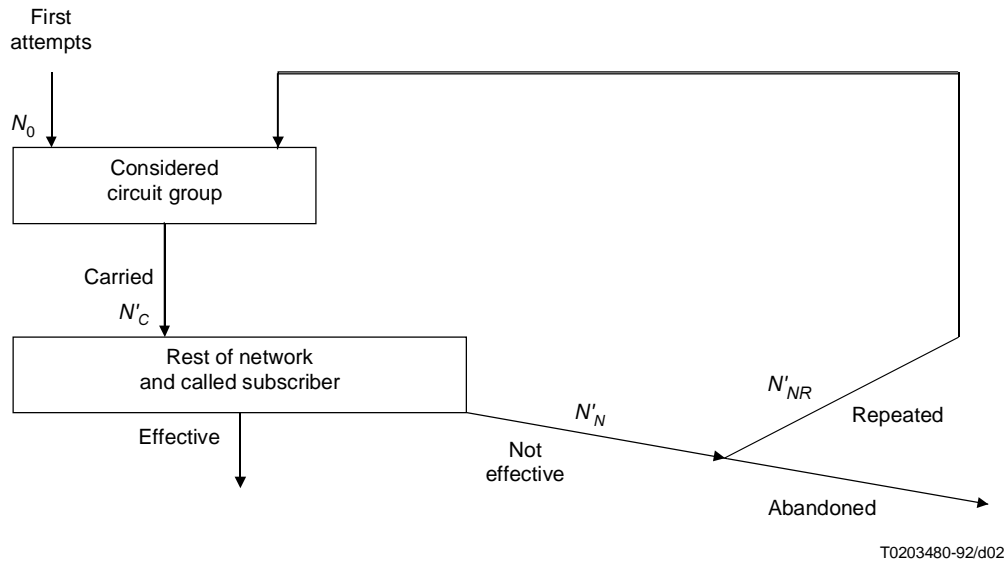 First
attempts
N0
Considered
circuit group
Carried
N'C
Rest of network
and called subscriber
N'NR
N'N
Repeated
Effective
Not
effective
Abandoned
T0203480-92/d02